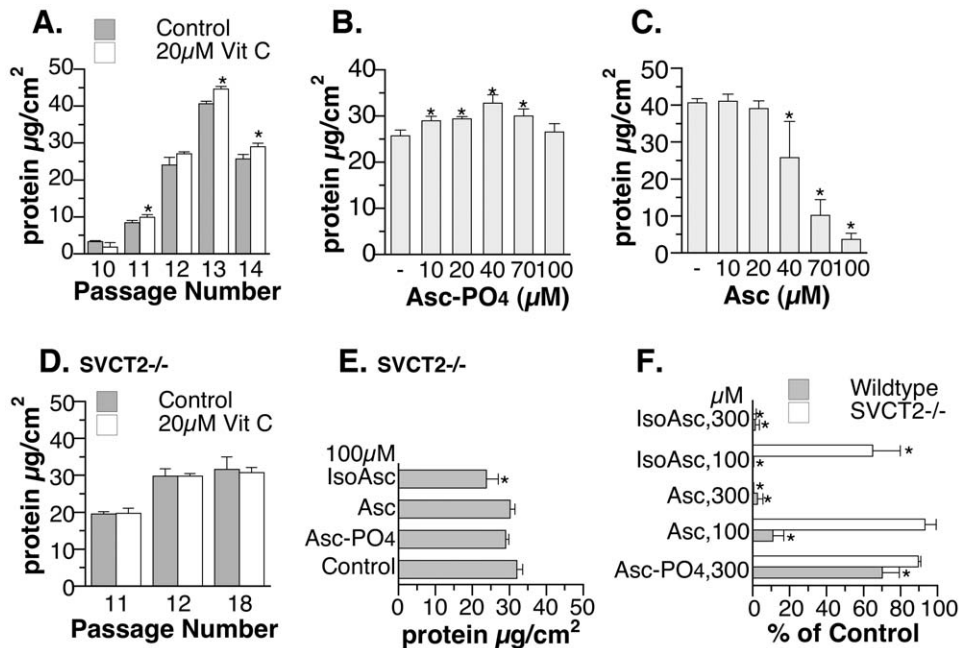 A.
Control
20µM Vit C
protein µg/cm²
50
40
30
20
10
0
* * *
10 11 12 13 14
Passage Number
B.
protein µg/cm²
40
30
20
10
0
* * * *
- 10 20 40 70 100
Asc-PO4 (µM)
C.
protein µg/cm²
50
40
30
20
10
0
* * *
- 10 20 40 70 100
Asc (µM)
D. SVCT2-/-
Control
20µM Vit C
protein µg/cm²
50
40
30
20
10
0
11 12 18
Passage Number
E. SVCT2-/-
100µM
IsoAsc *
Asc
Asc-PO4
Control
0 10 20 30 40 50
protein µg/cm²
F.
Wildtype
SVCT2-/-
µM
IsoAsc,300 * *
IsoAsc,100 * *
Asc,300 * *
Asc,100 *
Asc-PO4,300 *
0 20 40 60 80 100
% of Control